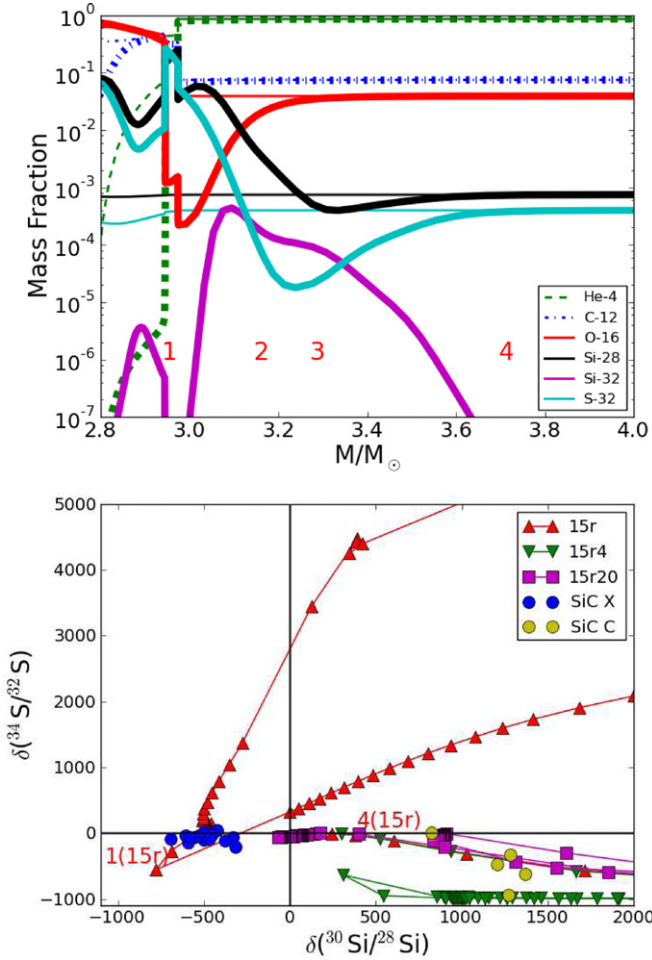 10^0
10^-1
10^-2
10^-3
10^-4
10^-5
10^-6
10^-7
Mass Fraction
He-4
C-12
O-16
Si-28
Si-32
S-32
1 2 3 4
2.8 3.0 3.2 3.4 3.6 3.8 4.0
M/M_⊙
5000
4000
3000
2000
1000
0
−1000
δ(^34S/^32S)
15r
15r4
15r20
SiC X
SiC C
4(15r)
1(15r)
−1000 −500 0 500 1000 1500 2000
δ(^30Si/^28Si)